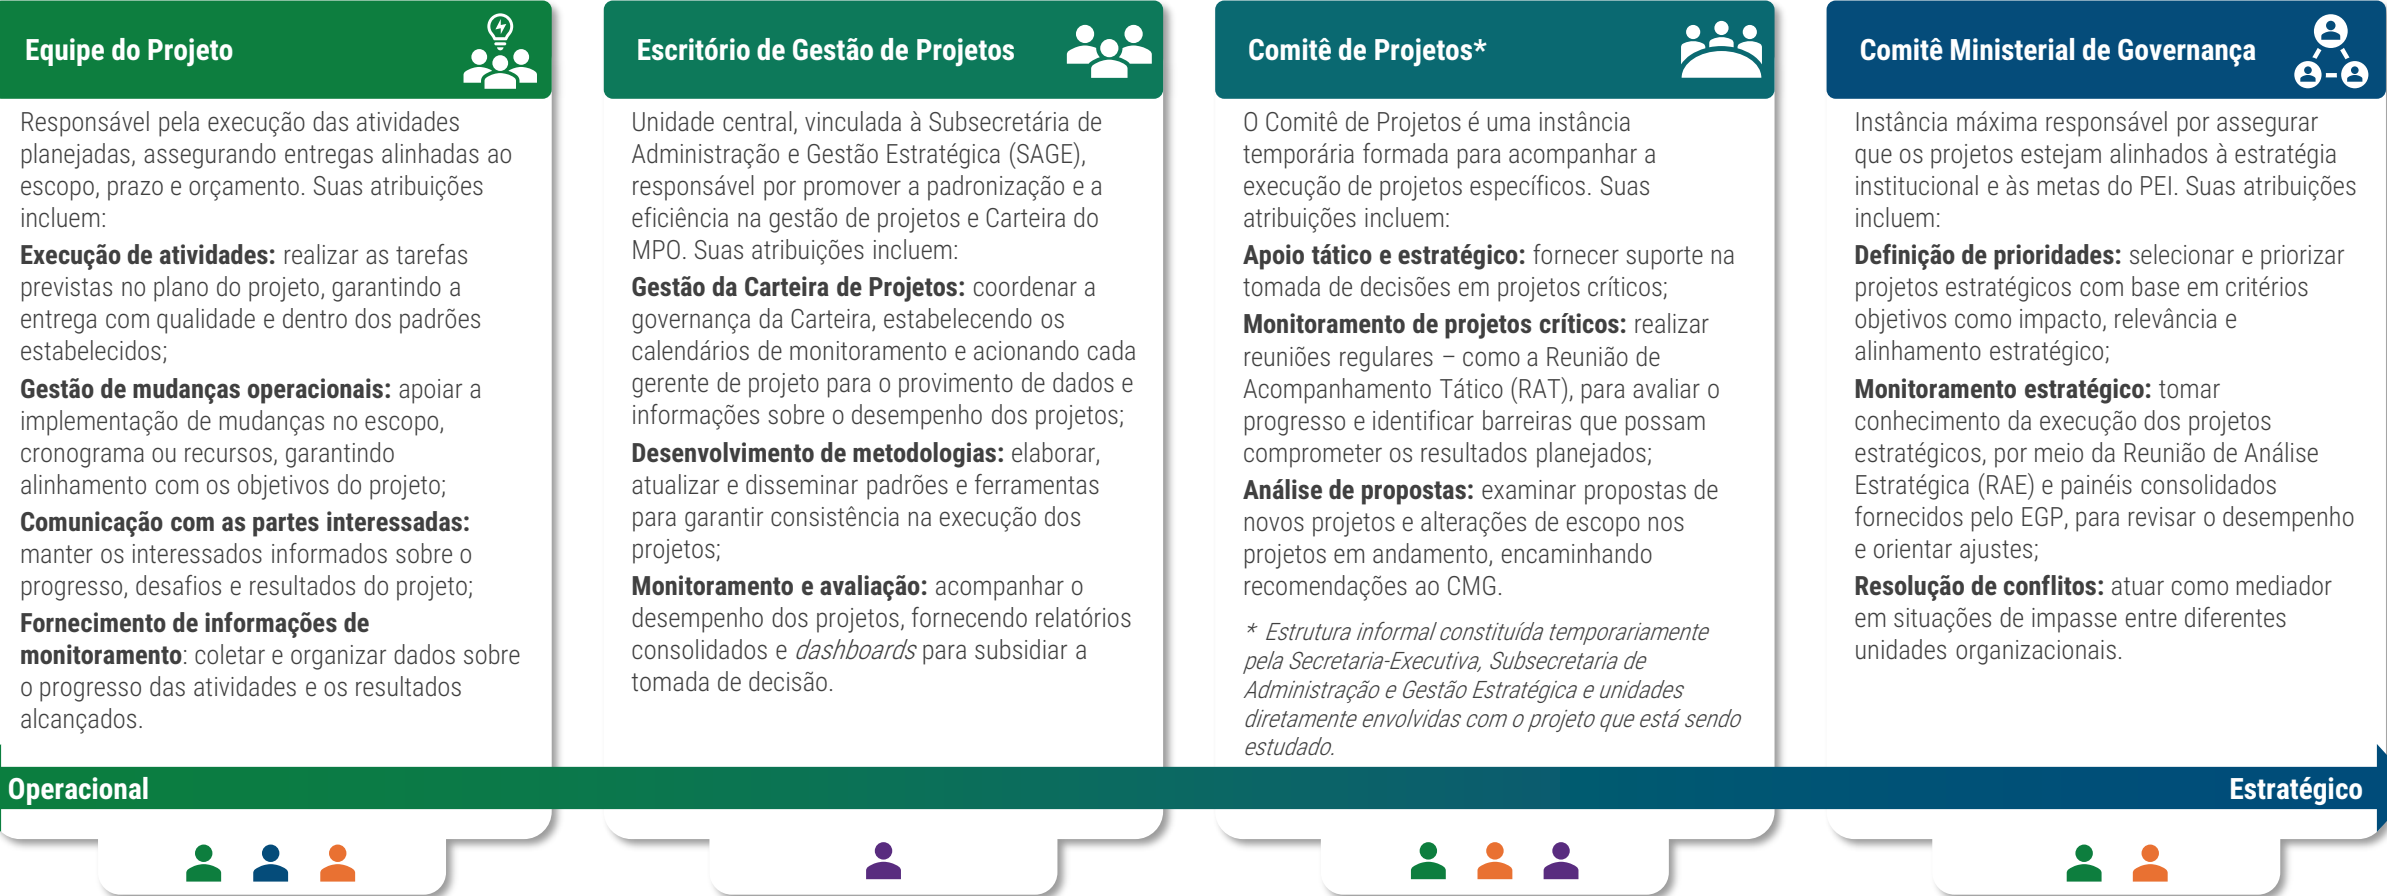 Equipe do Projeto
Responsável pela execução das atividades
planejadas, assegurando entregas alinhadas ao
escopo, prazo e orçamento. Suas atribuições
incluem:
Execução de atividades: realizar as tarefas
previstas no plano do projeto, garantindo a
entrega com qualidade e dentro dos padrões
estabelecidos;
Gestão de mudanças operacionais: apoiar a
implementação de mudanças no escopo,
cronograma ou recursos, garantindo
alinhamento com os objetivos do projeto;
Comunicação com as partes interessadas:
manter os interessados informados sobre o
progresso, desafios e resultados do projeto;
Fornecimento de informações de
monitoramento: coletar e organizar dados sobre
o progresso das atividades e os resultados
alcançados.
Escritório de Gestão de Projetos
Unidade central, vinculada à Subsecretária de
Administração e Gestão Estratégica (SAGE),
responsável por promover a padronização e a
eficiência na gestão de projetos e Carteira do
MPO. Suas atribuições incluem:
Gestão da Carteira de Projetos: coordenar a
governança da Carteira, estabelecendo os
calendários de monitoramento e acionando cada
gerente de projeto para o provimento de dados e
informações sobre o desempenho dos projetos;
Desenvolvimento de metodologias: elaborar,
atualizar e disseminar padrões e ferramentas
para garantir consistência na execução dos
projetos;
Monitoramento e avaliação: acompanhar o
desempenho dos projetos, fornecendo relatórios
consolidados e dashboards para subsidiar a
tomada de decisão.
Comitê de Projetos*
O Comitê de Projetos é uma instância
temporária formada para acompanhar a
execução de projetos específicos. Suas
atribuições incluem:
Apoio tático e estratégico: fornecer suporte na
tomada de decisões em projetos críticos;
Monitoramento de projetos críticos: realizar
reuniões regulares – como a Reunião de
Acompanhamento Tático (RAT), para avaliar o
progresso e identificar barreiras que possam
comprometer os resultados planejados;
Análise de propostas: examinar propostas de
novos projetos e alterações de escopo nos
projetos em andamento, encaminhando
recomendações ao CMG.
* Estrutura informal constituída temporariamente
pela Secretaria-Executiva, Subsecretaria de
Administração e Gestão Estratégica e unidades
diretamente envolvidas com o projeto que está sendo
estudado.
Comitê Ministerial de Governança
Instância máxima responsável por assegurar
que os projetos estejam alinhados à estratégia
institucional e às metas do PEI. Suas atribuições
incluem:
Definição de prioridades: selecionar e priorizar
projetos estratégicos com base em critérios
objetivos como impacto, relevância e
alinhamento estratégico;
Monitoramento estratégico: tomar
conhecimento da execução dos projetos
estratégicos, por meio da Reunião de Análise
Estratégica (RAE) e painéis consolidados
fornecidos pelo EGP, para revisar o desempenho
e orientar ajustes;
Resolução de conflitos: atuar como mediador
em situações de impasse entre diferentes
unidades organizacionais.
Operacional
Estratégico